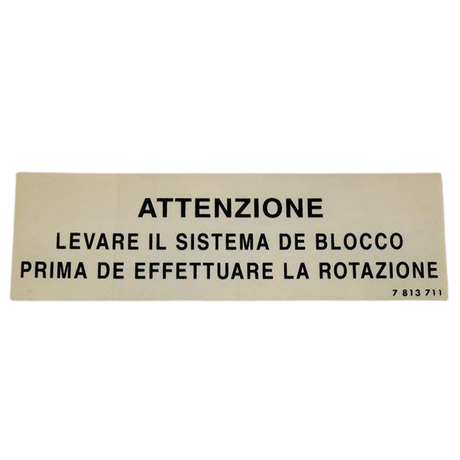 ATTENZIONE
LEVARE IL SISTEMA DE BLOCCO
PRIMA DE EFFETTUARE LA ROTAZIONE
7 813 711